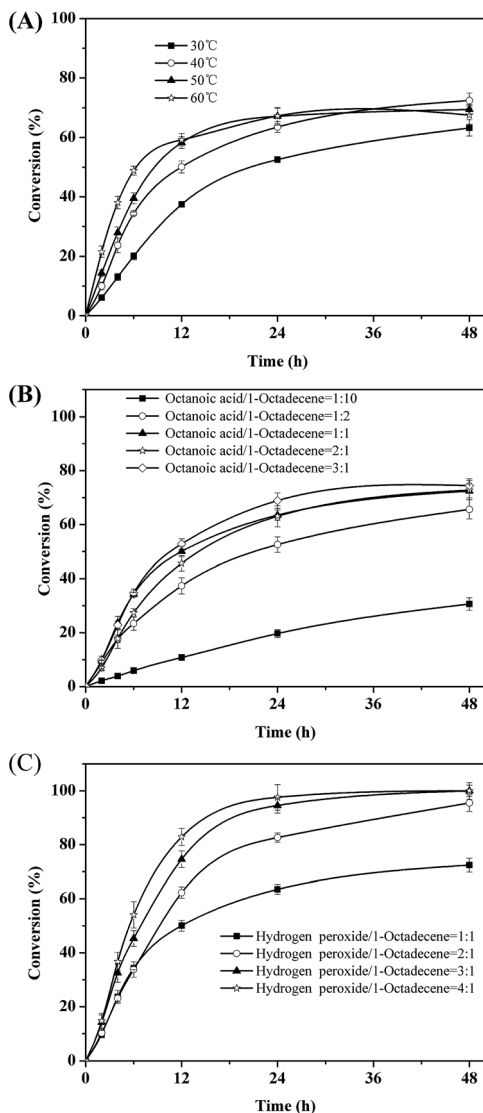 (A)
100
80
60
40
20
0
Conversion (%)
30℃
40℃
50℃
60℃
0 12 24 36 48
Time (h)
(B)
100
80
60
40
20
0
Conversion (%)
Octanoic acid/1-Octadecene=1:10
Octanoic acid/1-Octadecene=1:2
Octanoic acid/1-Octadecene=1:1
Octanoic acid/1-Octadecene=2:1
Octanoic acid/1-Octadecene=3:1
0 12 24 36 48
Time (h)
(C)
100
80
60
40
20
0
Conversion (%)
Hydrogen peroxide/1-Octadecene=1:1
Hydrogen peroxide/1-Octadecene=2:1
Hydrogen peroxide/1-Octadecene=3:1
Hydrogen peroxide/1-Octadecene=4:1
0 12 24 36 48
Time (h)